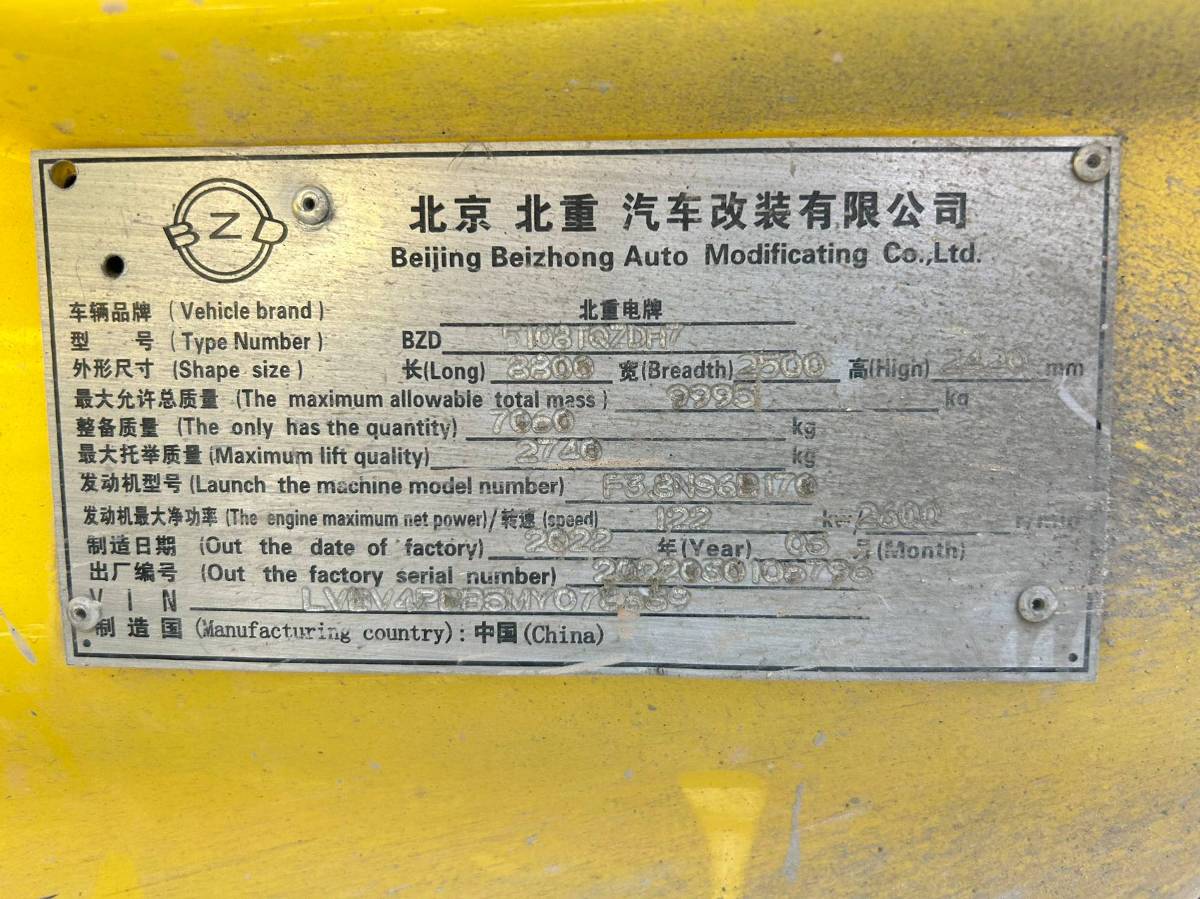 Z
北京 北重 汽车改装有限公司
Beijing Beizhong Auto Modificating Co.,Ltd.
车辆品牌 (Vehicle brand) 北重电牌
型 号 (Type Number) BZD 5108TQZDH7
外形尺寸 (Shape size) 长(Long) 8800 宽(Breadth) 2500 高(Hign) 2420 mm
最大允许总质量 (The maximum allowable total mass) 9995 kg
整备质量 (The only has the quantity) 7060 kg
最大托举质量 (Maximum lift quality) 2740 kg
发动机型号 (Launch the machine model number)
发动机最大净功率 (The engine maximum net power)/转速 (speed) 122 kw/2600 r/min
制造日期 (Out the date of factory) 2022 年(Year) 05 月(Month)
出厂编号 (Out the factory serial number)
VIN
制造国 (Manufacturing country): 中国(China)